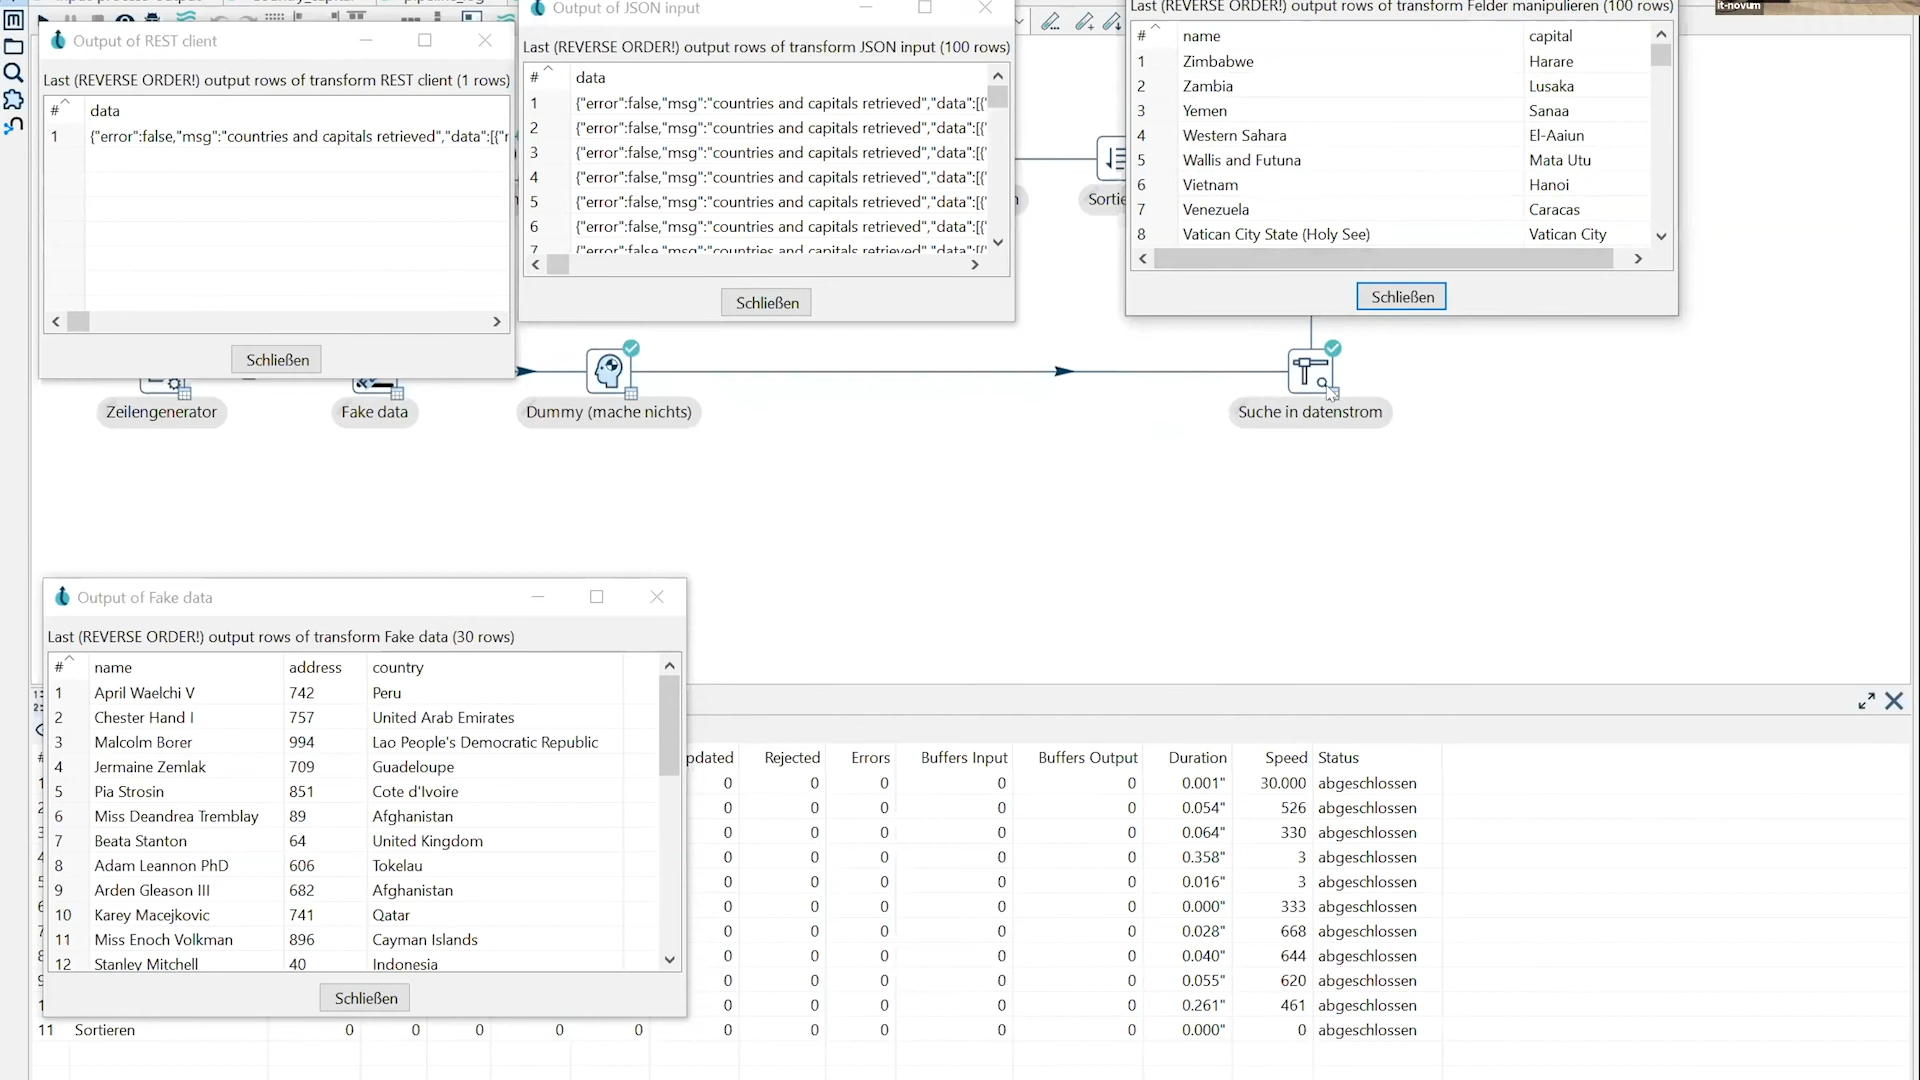 Output of REST client
Last (REVERSE ORDER!) output rows of transform REST client (1 rows)
# data
1 {"error":false,"msg":"countries and capitals retrieved","data":[{"r
Schließen
Output of JSON input
Last (REVERSE ORDER!) output rows of transform JSON input (100 rows)
# data
1 {"error":false,"msg":"countries and capitals retrieved","data":[{"
2 {"error":false,"msg":"countries and capitals retrieved","data":[{"
3 {"error":false,"msg":"countries and capitals retrieved","data":[{"
4 {"error":false,"msg":"countries and capitals retrieved","data":[{"
5 {"error":false,"msg":"countries and capitals retrieved","data":[{"
6 {"error":false,"msg":"countries and capitals retrieved","data":[{"
7 {"error":false,"msg":"countries and capitals retrieved","data":[{"
Schließen
it-novum
Last (REVERSE ORDER!) output rows of transform Felder manipulieren (100 rows)
# name capital
1 Zimbabwe Harare
2 Zambia Lusaka
3 Yemen Sanaa
4 Western Sahara El-Aaiun
5 Wallis and Futuna Mata Utu
6 Vietnam Hanoi
7 Venezuela Caracas
8 Vatican City State (Holy See) Vatican City
Schließen
Sortie
Zeilengenerator
Fake data
Dummy (mache nichts)
Suche in datenstrom
Output of Fake data
Last (REVERSE ORDER!) output rows of transform Fake data (30 rows)
# name address country
1 April Waelchi V 742 Peru
2 Chester Hand I 757 United Arab Emirates
3 Malcolm Borer 994 Lao People's Democratic Republic
4 Jermaine Zemlak 709 Guadeloupe
5 Pia Strosin 851 Cote d'Ivoire
6 Miss Deandrea Tremblay 89 Afghanistan
7 Beata Stanton 64 United Kingdom
8 Adam Leannon PhD 606 Tokelau
9 Arden Gleason III 682 Afghanistan
10 Karey Macejkovic 741 Qatar
11 Miss Enoch Volkman 896 Cayman Islands
12 Stanley Mitchell 40 Indonesia
Schließen
pdated Rejected Errors Buffers Input Buffers Output Duration Speed Status
0 0 0 0 0 0.001" 30.000 abgeschlossen
0 0 0 0 0 0.054" 526 abgeschlossen
0 0 0 0 0 0.064" 330 abgeschlossen
0 0 0 0 0 0.358" 3 abgeschlossen
0 0 0 0 0 0.016" 3 abgeschlossen
0 0 0 0 0 0.000" 333 abgeschlossen
0 0 0 0 0 0.028" 668 abgeschlossen
0 0 0 0 0 0.040" 644 abgeschlossen
0 0 0 0 0 0.055" 620 abgeschlossen
0 0 0 0 0 0.261" 461 abgeschlossen
11 Sortieren 0 0 0 0 0 0 0 0 0 0 0.000" 0 abgeschlossen